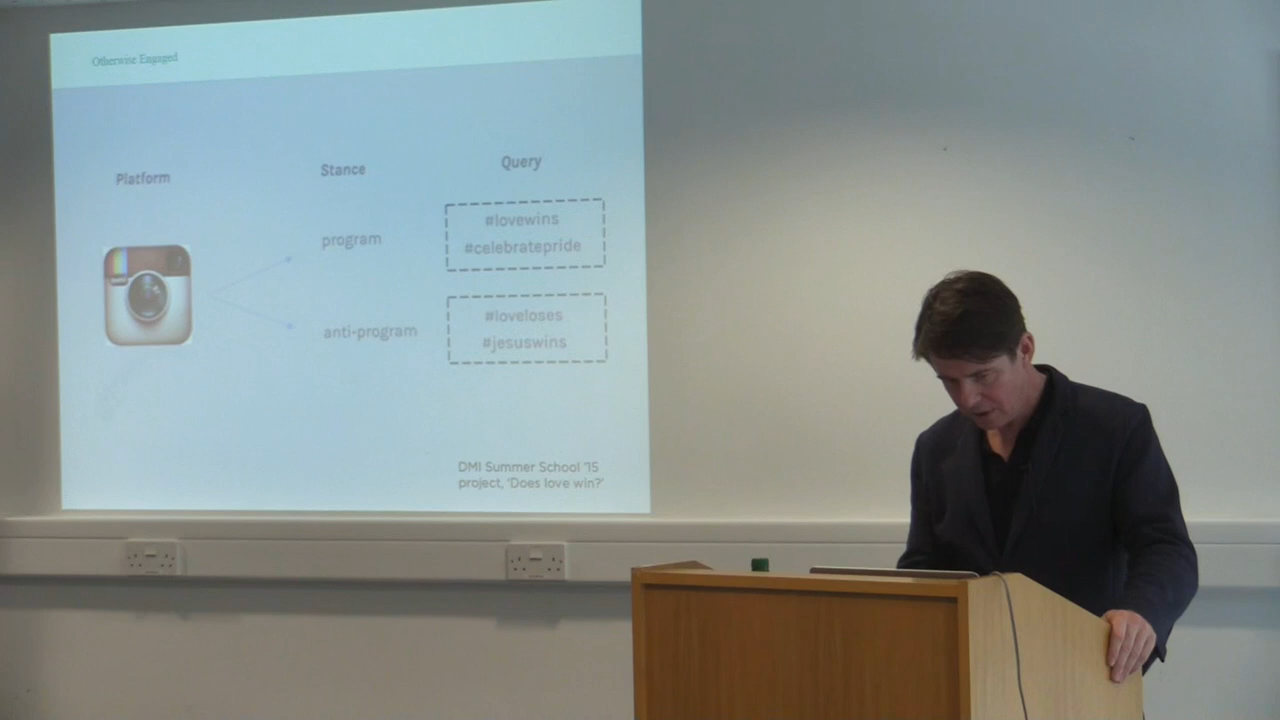 Otherwise Engaged
Platform
Stance
Query
program
#lovewins
#celebratepride
anti-program
#loveloses
#jesuswins
DMI Summer School '15
project, 'Does love win?'